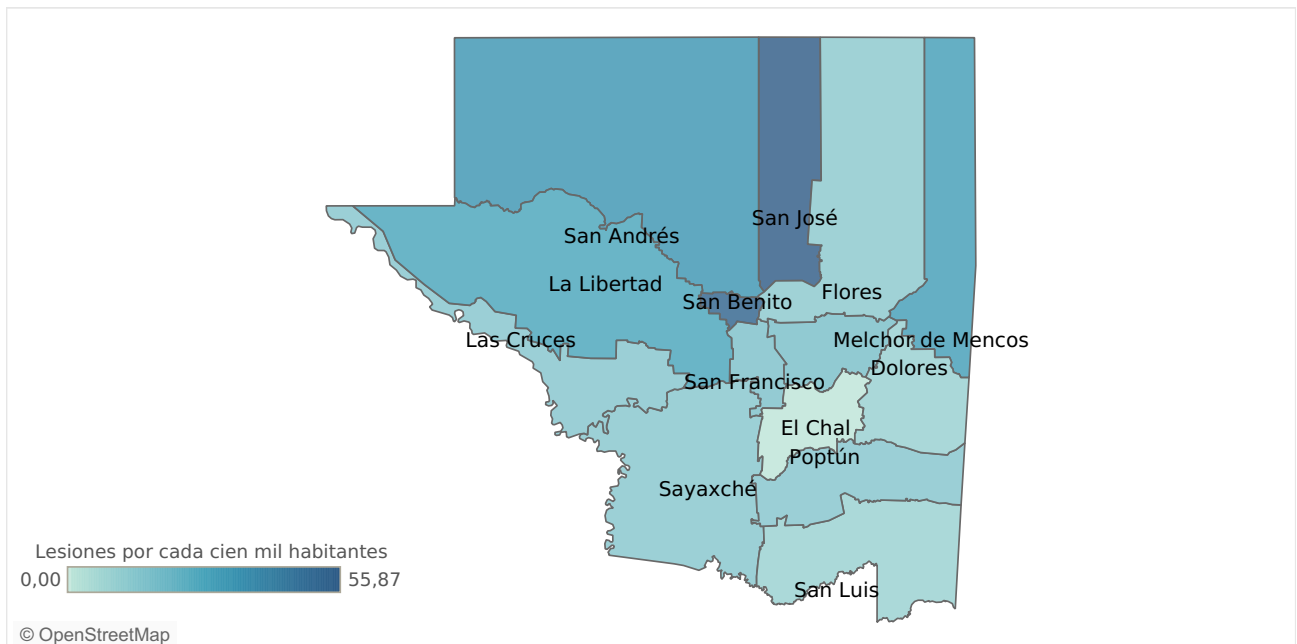 San José
San Andrés
La Libertad
Flores
San Benito
Las Cruces
Melchor de Mencos
Dolores
San Francisco
El Chal
Poptún
Sayaxché
San Luis
Lesiones por cada cien mil habitantes
0,00 55,87
© OpenStreetMap